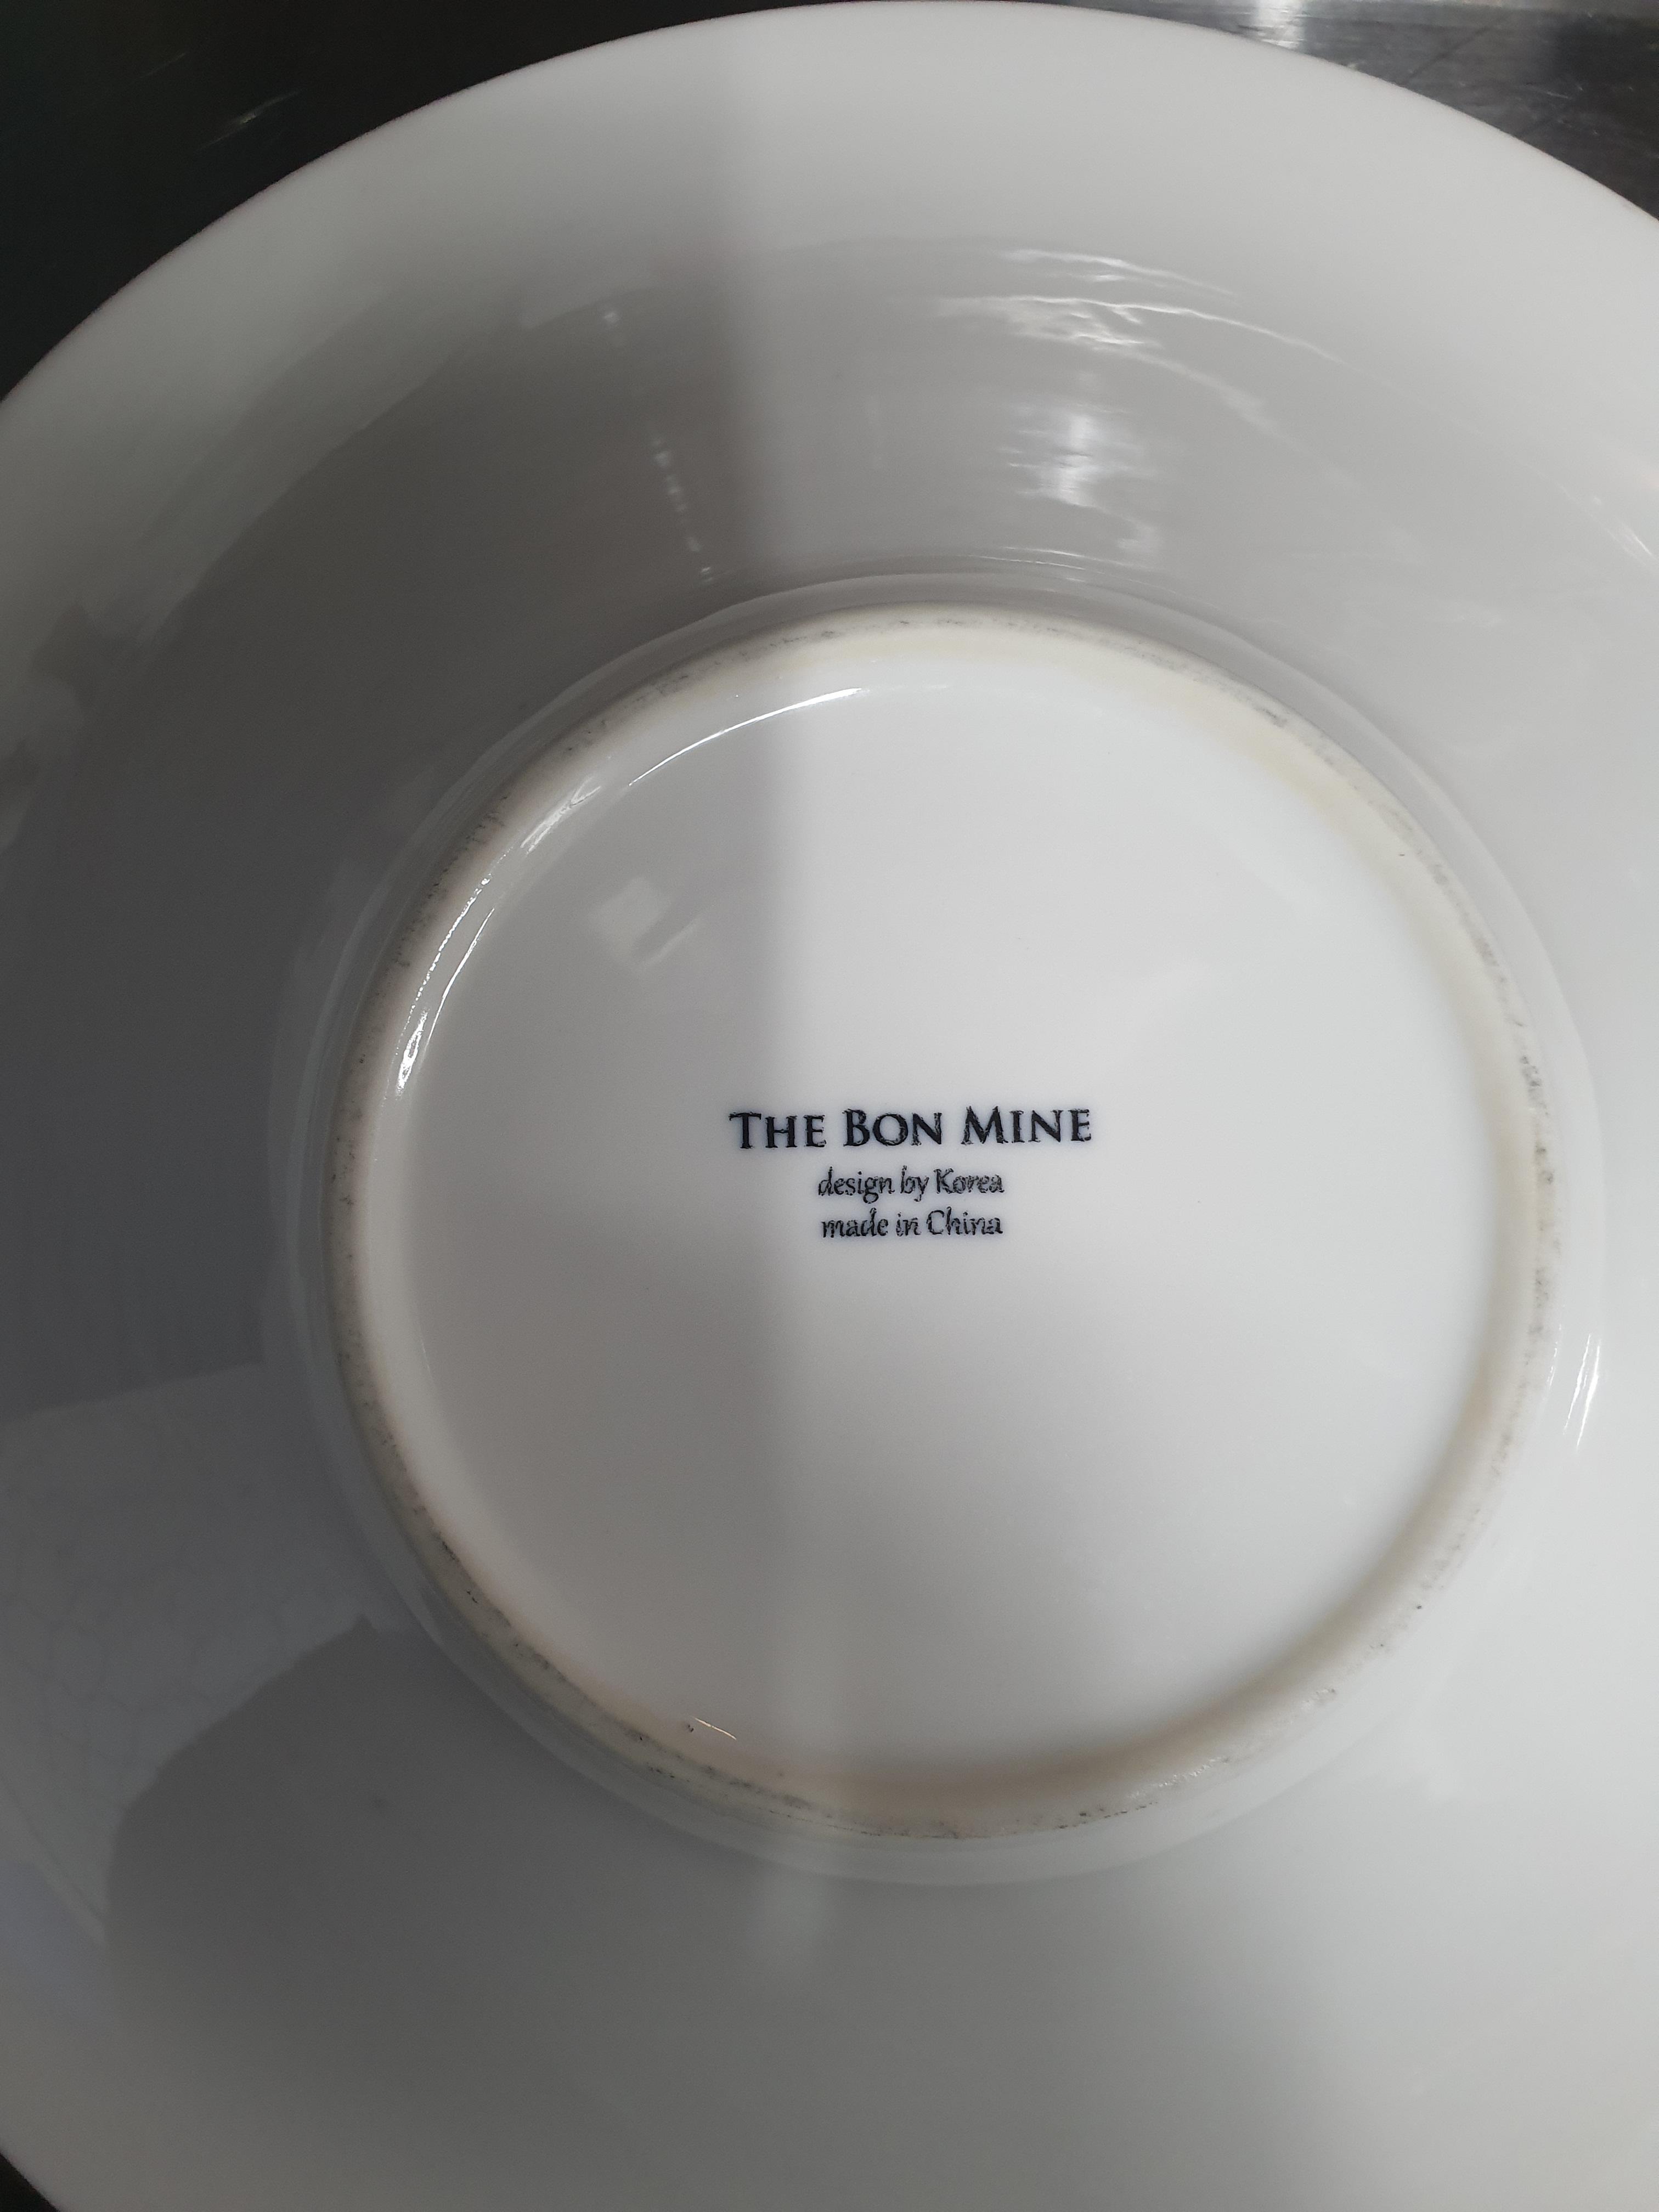 THE BON MINE
design by Korea
made in China